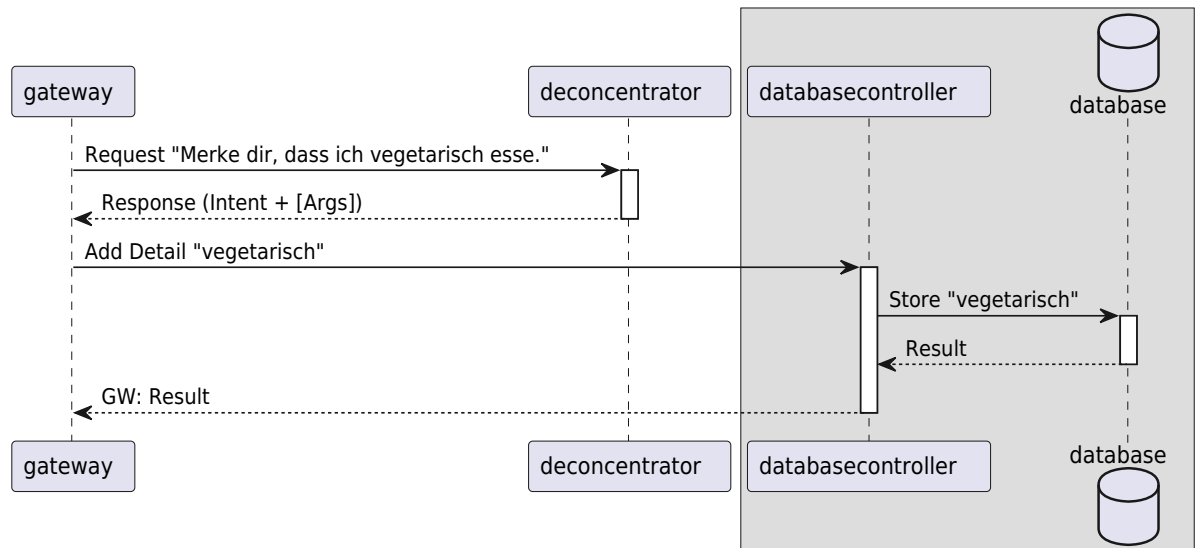 gateway
deconcentrator
databasecontroller
database
Request "Merke dir, dass ich vegetarisch esse."
Response (Intent + [Args])
Add Detail "vegetarisch"
Store "vegetarisch"
Result
GW: Result
gateway
deconcentrator
databasecontroller
database